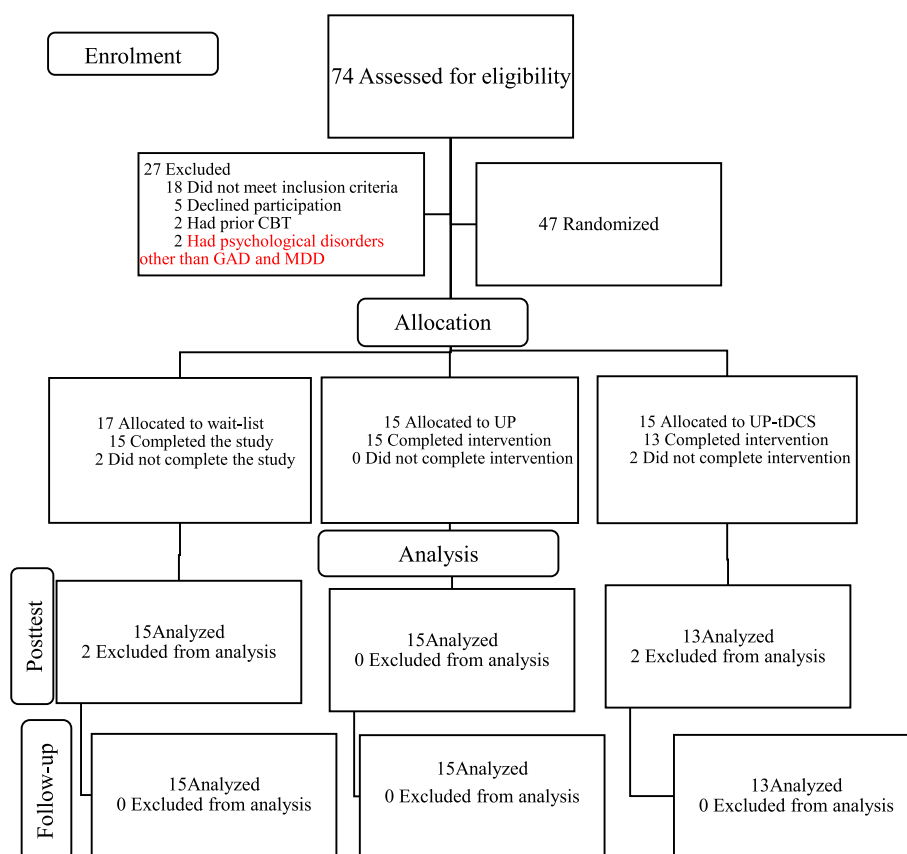 Enrolment
74 Assessed for eligibility
27 Excluded
18 Did not meet inclusion criteria
5 Declined participation
2 Had prior CBT
2 Had psychological disorders
other than GAD and MDD
47 Randomized
Allocation
17 Allocated to wait-list
15 Completed the study
2 Did not complete the study
15 Allocated to UP
15 Completed intervention
0 Did not complete intervention
15 Allocated to UP-tDCS
13 Completed intervention
2 Did not complete intervention
Analysis
Posttest
15Analyzed
2 Excluded from analysis
15Analyzed
0 Excluded from analysis
13Analyzed
2 Excluded from analysis
Follow-up
15Analyzed
0 Excluded from analysis
15Analyzed
0 Excluded from analysis
13Analyzed
0 Excluded from analysis